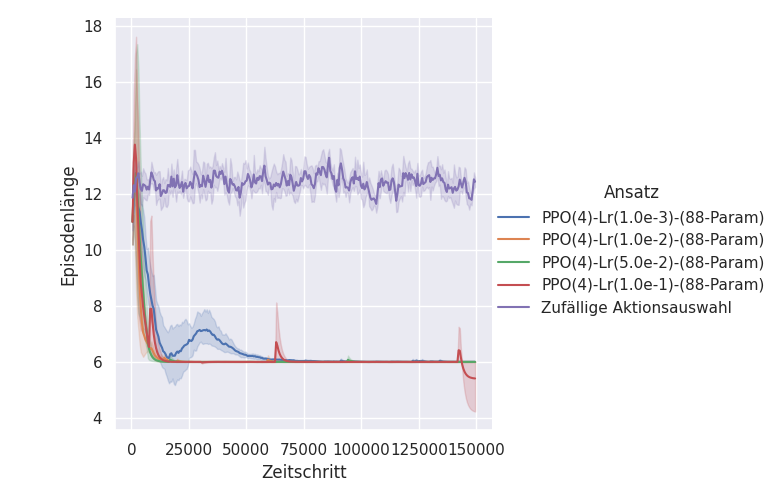 18
16
14
12
10
8
6
4
Episodenlänge
0 25000 50000 75000 100000 125000 150000
Zeitschritt
Ansatz
PPO(4)-Lr(1.0e-3)-(88-Param)
PPO(4)-Lr(1.0e-2)-(88-Param)
PPO(4)-Lr(5.0e-2)-(88-Param)
PPO(4)-Lr(1.0e-1)-(88-Param)
Zufällige Aktionsauswahl